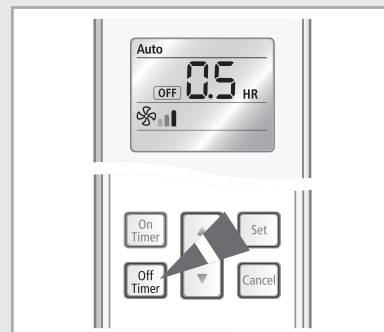 Auto
OFF 0.5 HR
On
Timer
Set
Off
Timer
Cancel